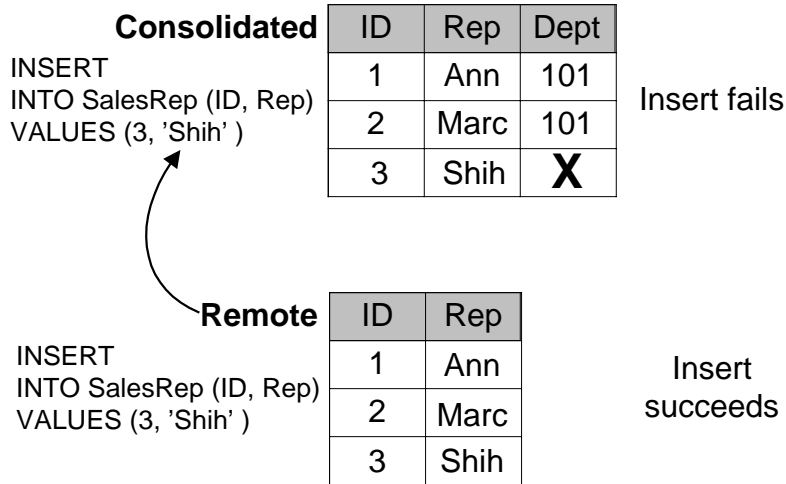 Consolidated
INSERT
INTO SalesRep (ID, Rep)
VALUES (3, ’Shih’ )
ID Rep Dept
1 Ann 101
2 Marc 101
3 Shih X
Insert fails
Remote
INSERT
INTO SalesRep (ID, Rep)
VALUES (3, ’Shih’ )
ID Rep
1 Ann
2 Marc
3 Shih
Insert
succeeds